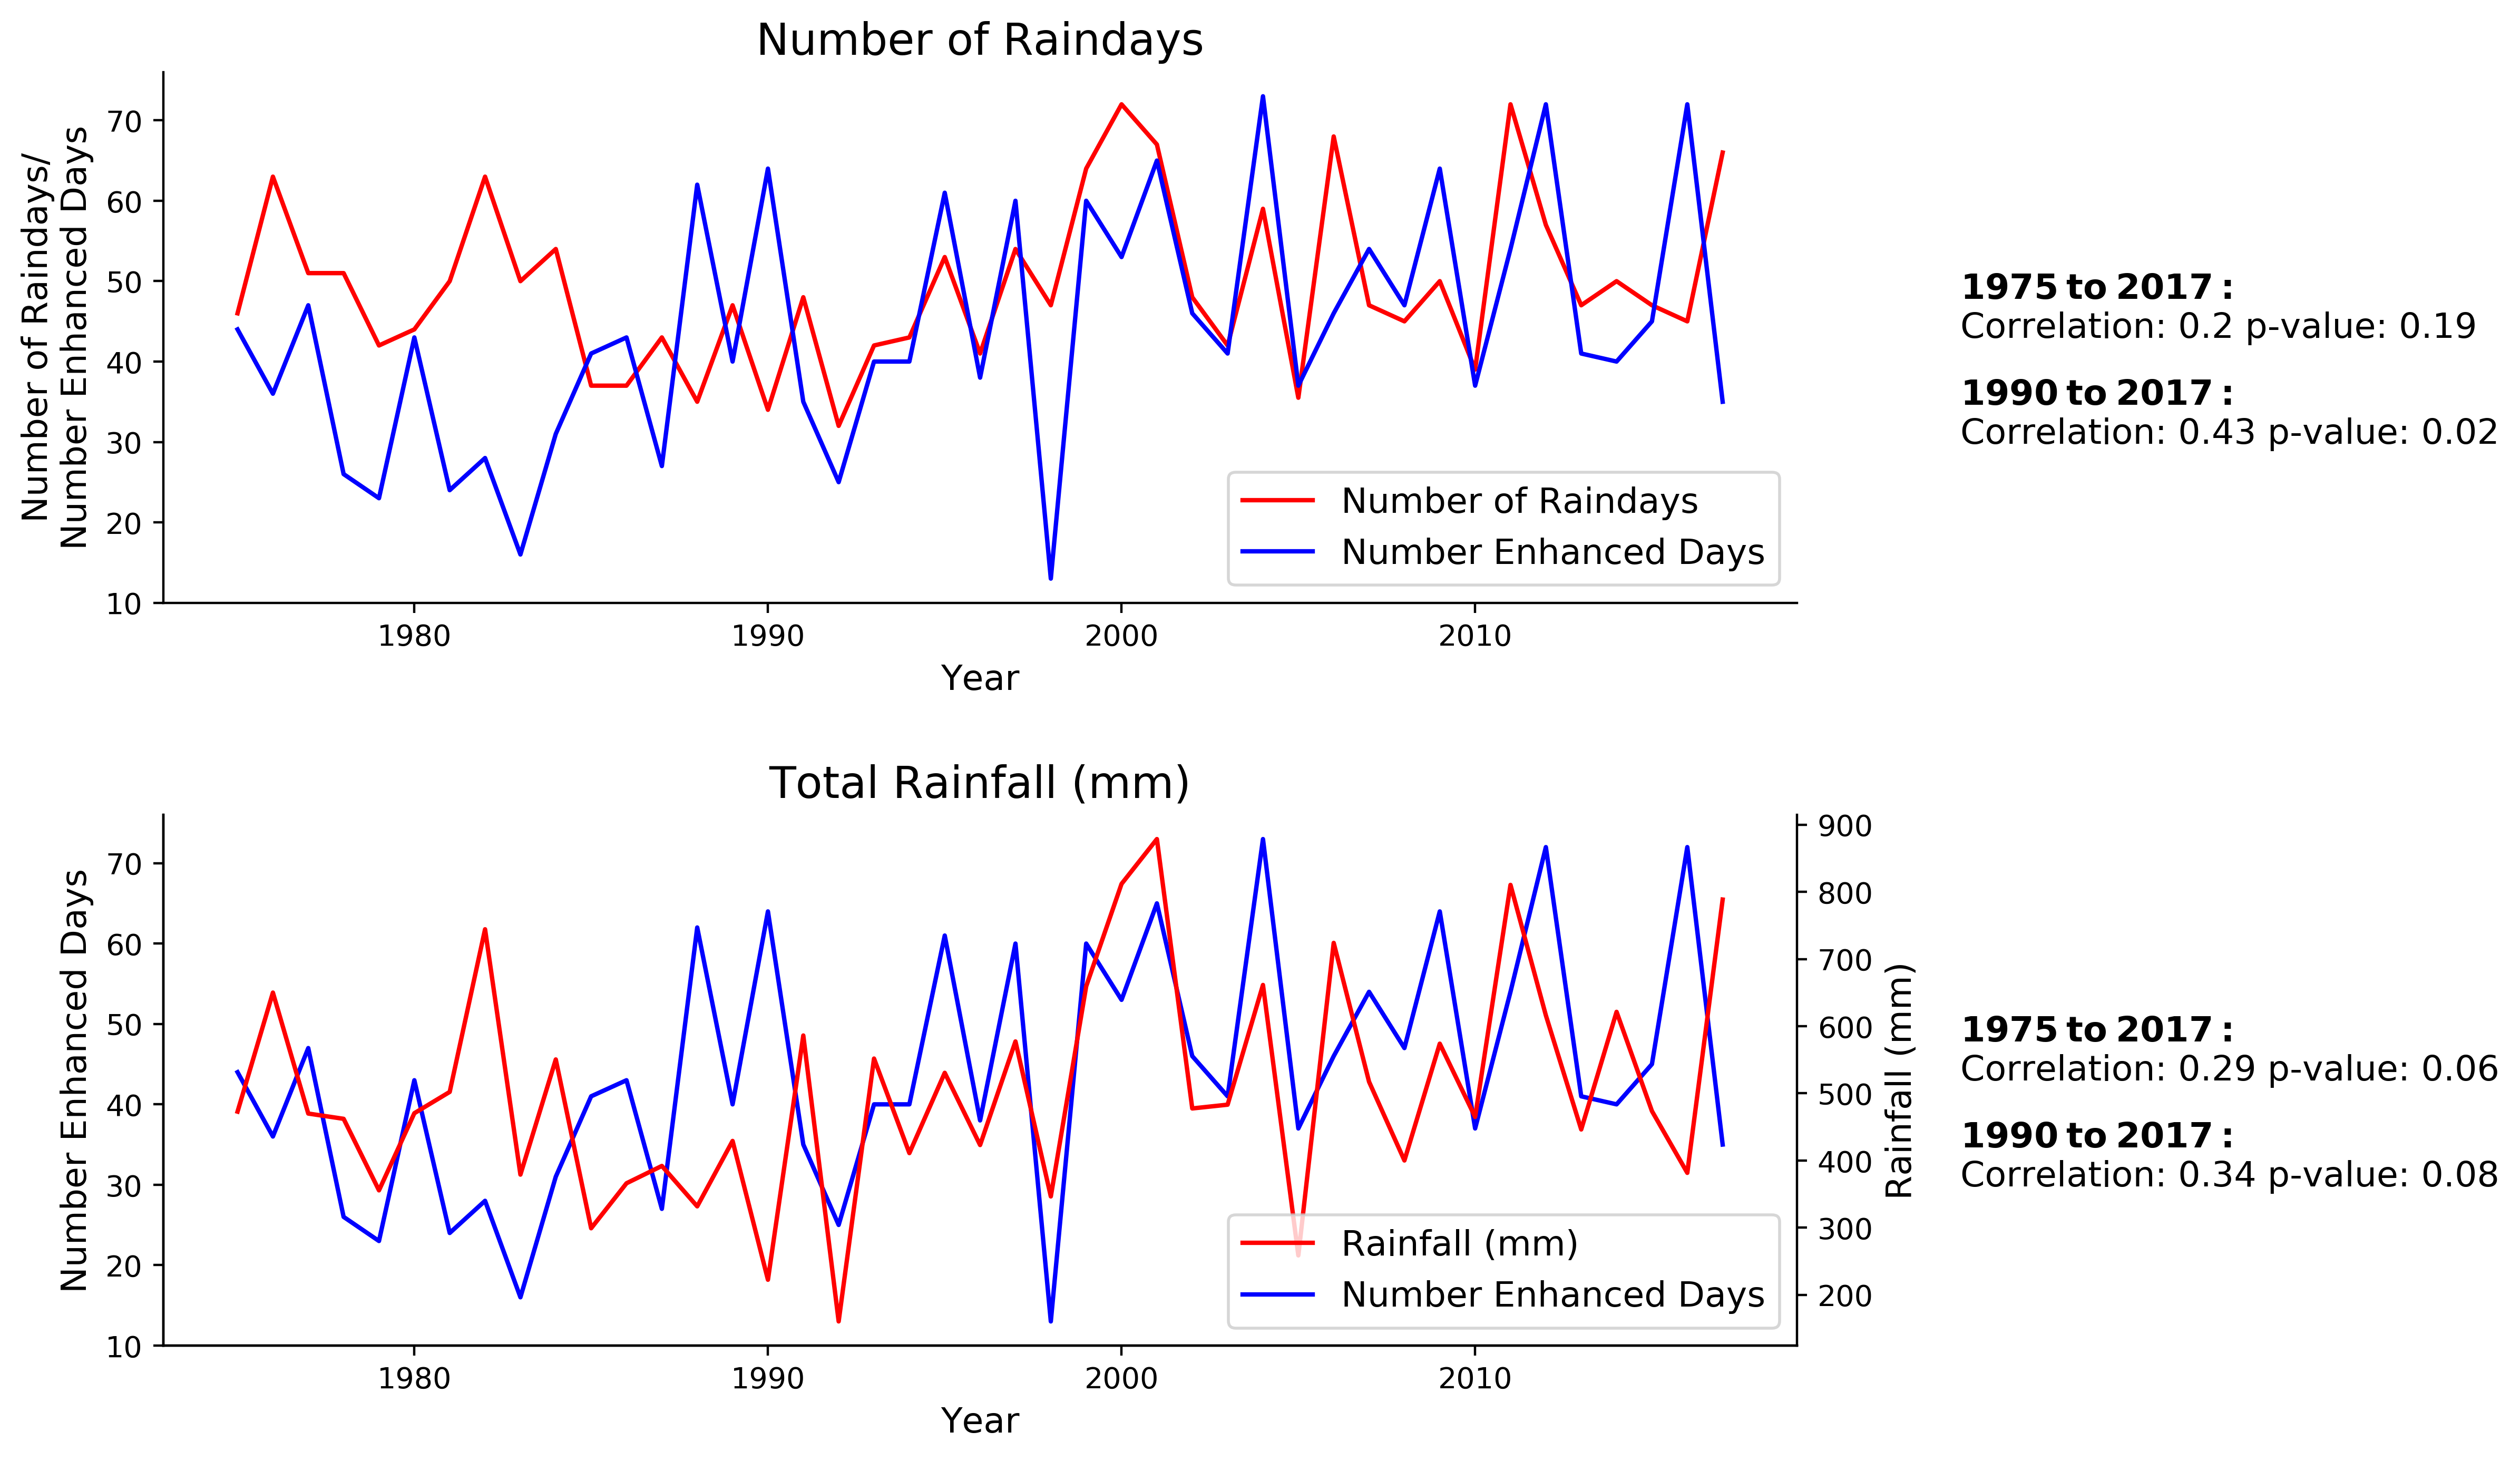 Number of Raindays
Number of Raindays/
Number Enhanced Days
70
60
50
40
30
20
10
1980
1990
2000
2010
Year
Number of Raindays
Number Enhanced Days
1975 to 2017 :
Correlation: 0.2 p-value: 0.19
1990 to 2017 :
Correlation: 0.43 p-value: 0.02
Total Rainfall (mm)
Number Enhanced Days
70
60
50
40
30
20
10
1980
1990
2000
2010
Year
900
800
700
600
500
400
300
200
Rainfall (mm)
Rainfall (mm)
Number Enhanced Days
1975 to 2017 :
Correlation: 0.29 p-value: 0.06
1990 to 2017 :
Correlation: 0.34 p-value: 0.08